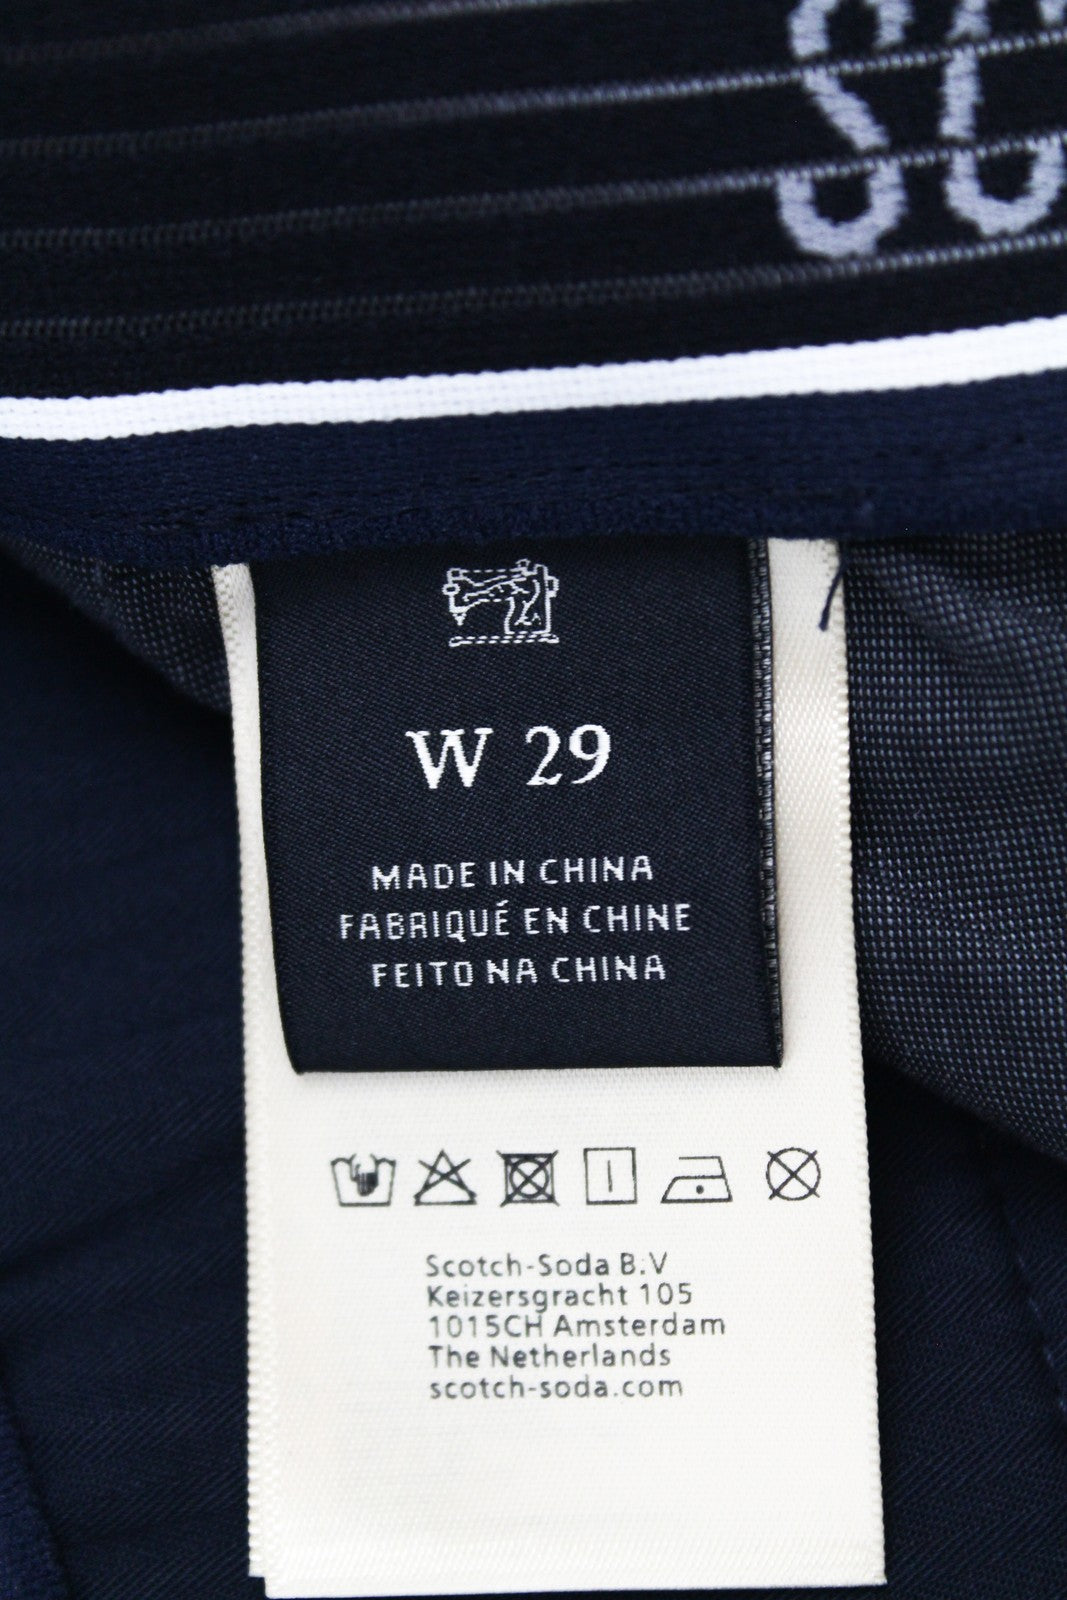 SC
W 29
MADE IN CHINA
FABRIQUÉ EN CHINE
FEITO NA CHINA
Scotch-Soda B.V
Keizersgracht 105
1015CH Amsterdam
The Netherlands
scotch-soda.com